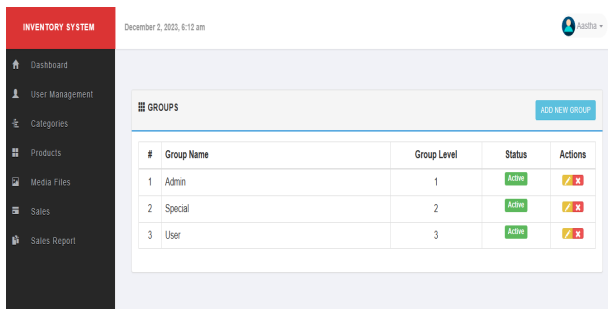 INVENTORY SYSTEM
December 2, 2023, 6:12 am
Aastha
Dashboard
User Management
Categories
Products
Media Files
Sales
Sales Report
GROUPS
ADD NEW GROUP
# Group Name Group Level Status Actions
1 Admin 1 Active
2 Special 2 Active
3 User 3 Active